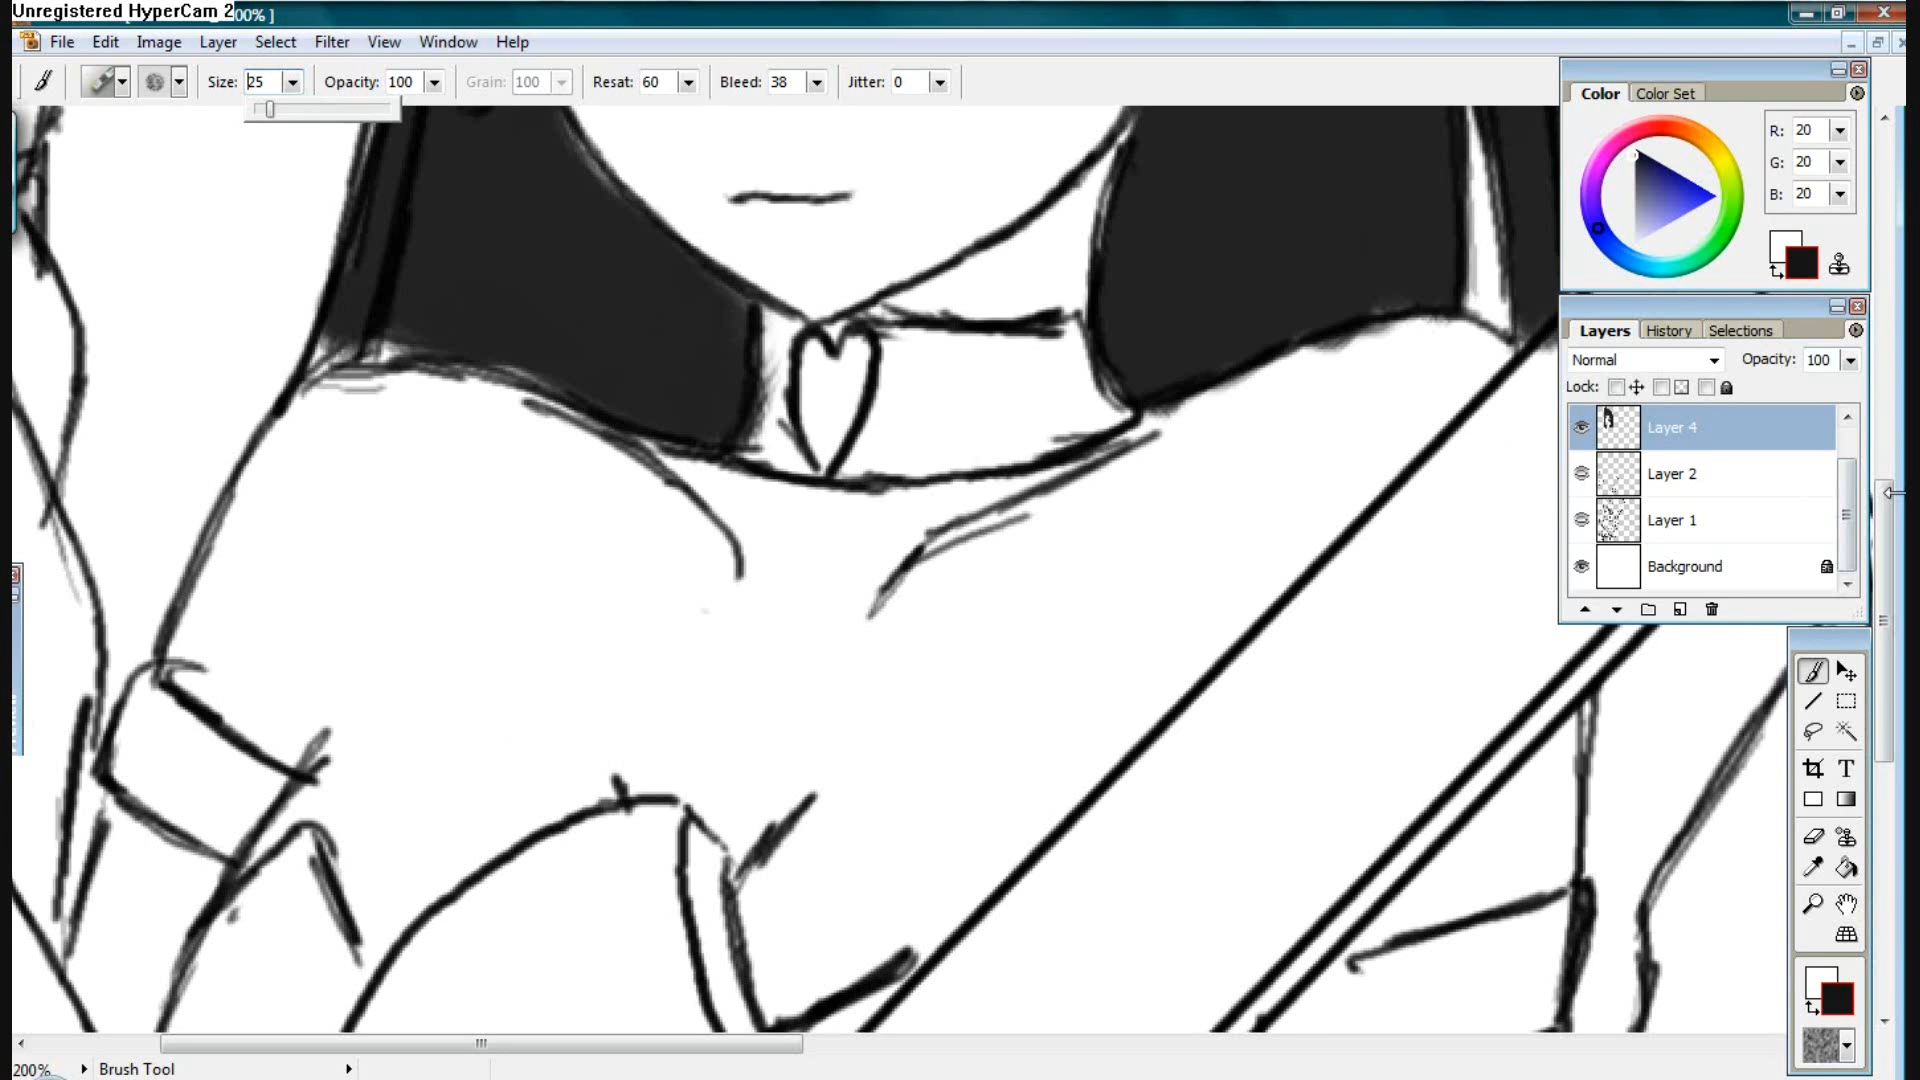 Unregistered HyperCam 2
00% ]
File Edit Image Layer Select Filter View Window Help
Size: 25 Opacity: 100 Grain: 100 Resat: 60 Bleed: 38 Jitter: 0
Color Color Set
R: 20
G: 20
B: 20
Layers History Selections
Normal Opacity: 100
Lock:
Layer 4
Layer 2
Layer 1
Background
T
200% Brush Tool